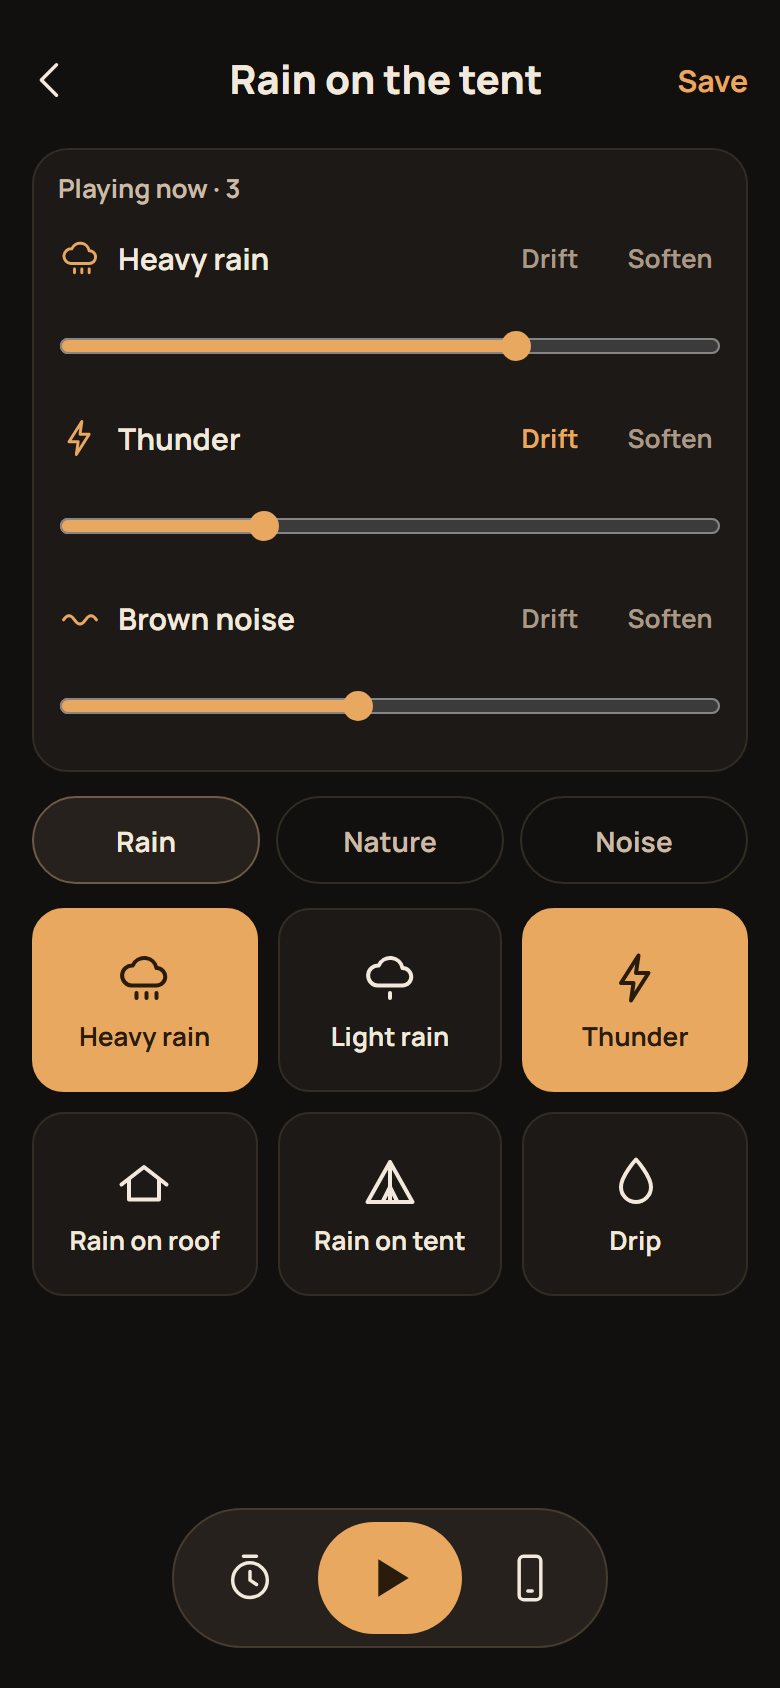 Rain on the tent
Save
Playing now · 3
Heavy rain Drift Soften
Thunder Drift Soften
Brown noise Drift Soften
Rain Nature Noise
Heavy rain Light rain Thunder
Rain on roof Rain on tent Drip